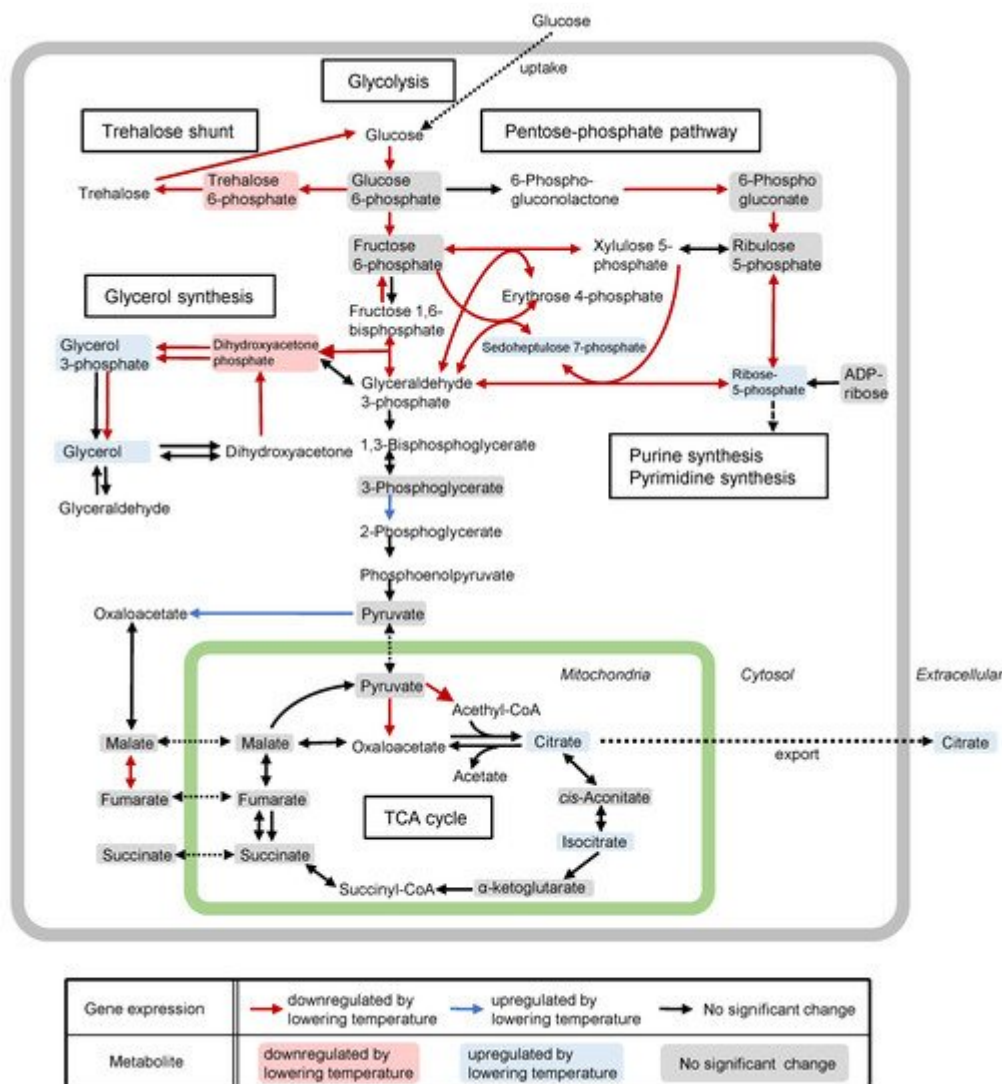 Glucose
uptake
Glycolysis
Trehalose shunt
Glucose
Pentose-phosphate pathway
Trehalose
Trehalose
6-phosphate
Glucose
6-phosphate
6-Phospho-
gluconolactone
6-Phospho
gluconate
Fructose
6-phosphate
Xylulose 5-
phosphate
Ribulose
5-phosphate
Glycerol synthesis
Erythrose 4-phosphate
Fructose 1,6-
bisphosphate
Glycerol
3-phosphate
Dihydroxyacetone
phosphate
Sedoheptulose 7-phosphate
Glyceraldehyde
3-phosphate
Ribose-
5-phosphate
ADP-
ribose
Glycerol
Dihydroxyacetone
1,3-Bisphosphoglycerate
Purine synthesis
Pyrimidine synthesis
3-Phosphoglycerate
Glyceraldehyde
2-Phosphoglycerate
Phosphoenolpyruvate
Oxaloacetate
Pyruvate
Pyruvate
Mitochondria
Cytosol
Extracellular
Acethyl-CoA
Malate
Malate
Oxaloacetate
Citrate
export
Citrate
Acetate
Fumarate
Fumarate
TCA cycle
cis-Aconitate
Isocitrate
Succinate
Succinate
Succinyl-CoA
α-ketoglutarate
Gene expression
downregulated by
lowering temperature
upregulated by
lowering temperature
No significant change
Metabolite
downregulated by
lowering temperature
upregulated by
lowering temperature
No significant change